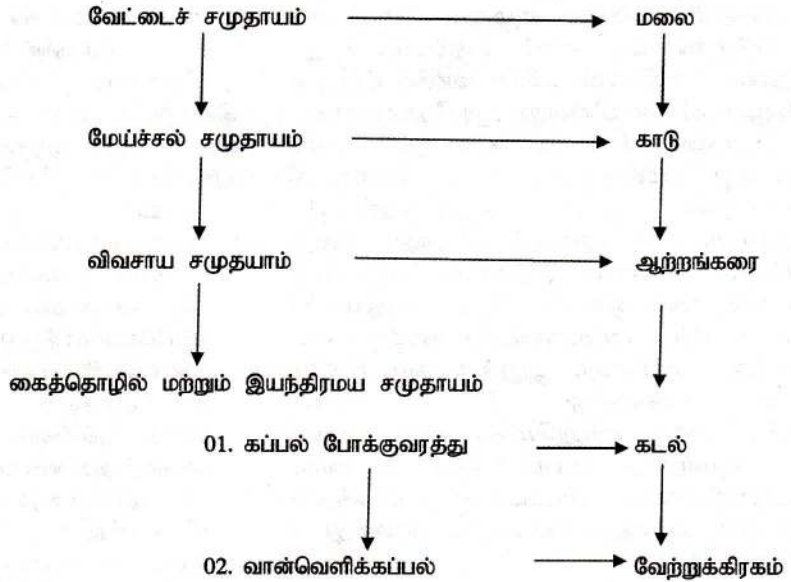 வேட்டைச் சமுதாயம் மலை
மேய்ச்சல் சமுதாயம் காடு
விவசாய சமுதயாம் ஆற்றங்கரை
கைத்தொழில் மற்றும் இயந்திரமய சமுதாயம்
01. கப்பல் போக்குவரத்து கடல்
02. வான்வெளிக்கப்பல் வேற்றுக்கிரகம்